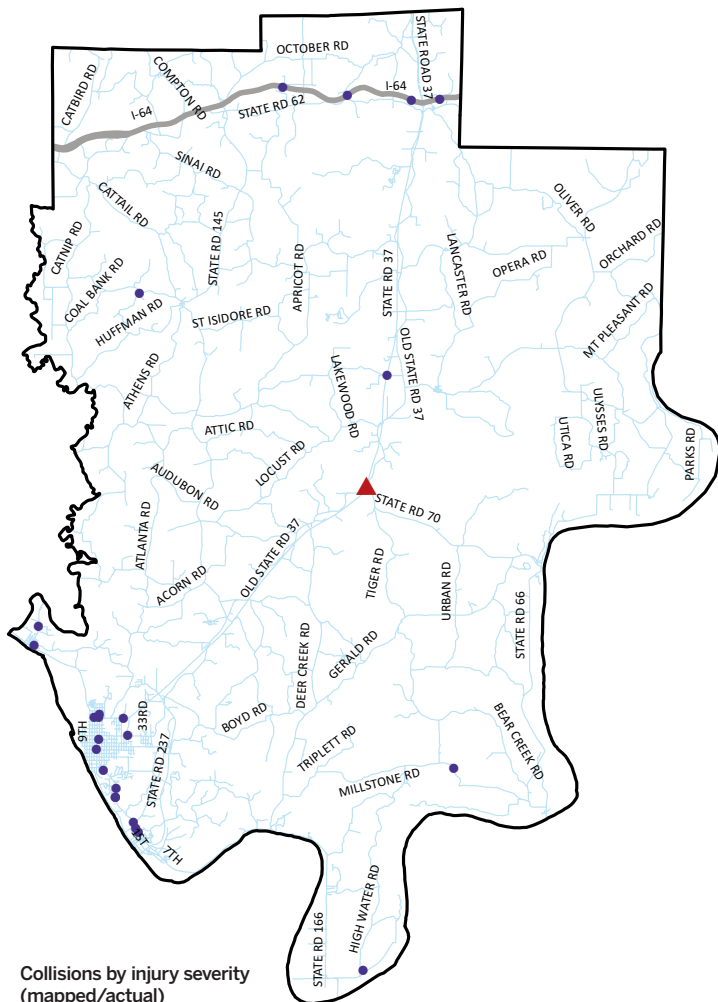 OCTOBER RD
STATE ROAD 37
CATBIRD RD
COMPTON RD
I-64
I-64
STATE RD 62
SINAI RD
CATTAIL RD
OLIVER RD
ORCHARD RD
CATNIP RD
STATE RD 145
LANCASTER RD
OPERA RD
COAL BANK RD
APRICOT RD
STATE RD 37
HUFFMAN RD
ST ISIDORE RD
MT PLEASANT RD
ATHENS RD
LAKEWOOD RD
OLD STATE RD 37
ATTIC RD
UTICA RD
ULYSSES RD
PARKS RD
AUDUBON RD
LOCUST RD
ATLANTA RD
STATE RD 70
OLD STATE RD 37
ACORN RD
TIGER RD
URBAN RD
STATE RD 66
DEER CREEK RD
GERALD RD
9TH
33RD
BOYD RD
BEAR CREEK RD
STATE RD 237
TRIPLETT RD
MILLSTONE RD
1ST
7TH
STATE RD 166
HIGH WATER RD
Collisions by injury severity
(mapped/actual)